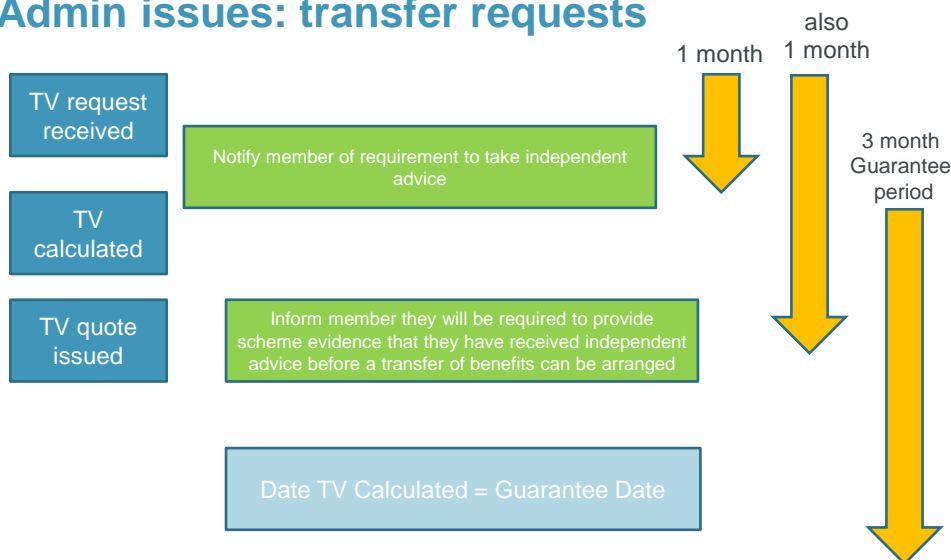 Admin issues: transfer requests
also
1 month
1 month
TV request
received
Notify member of requirement to take independent
advice
3 month
Guarantee
period
TV
calculated
TV quote
issued
Inform member they will be required to provide
scheme evidence that they have received independent
advice before a transfer of benefits can be arranged
Date TV Calculated = Guarantee Date